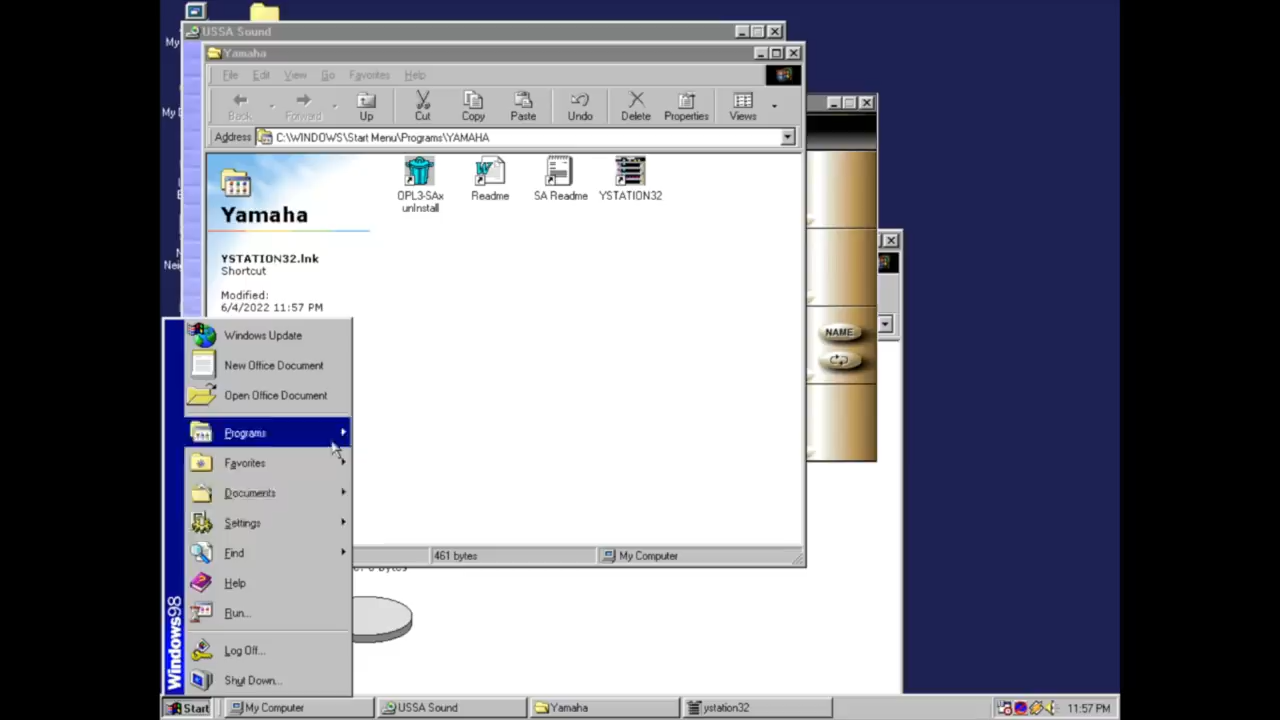 USSA Sound
My
Yamaha
File Edit View Go Favorites Help
Back Forward Up Cut Copy Paste Undo Delete Properties Views
Address C:\WINDOWS\Start Menu\Programs\YAMAHA
OPL3-SAx
unInstall
Readme
SA Readme
YSTATION32
Yamaha
YSTATION32.lnk
Shortcut
Modified:
6/4/2022 11:57 PM
NAME
Windows Update
New Office Document
Open Office Document
Programs
Favorites
Documents
Settings
Find
Help
Run...
Log Off...
Shut Down...
Windows98
461 bytes
My Computer
bytes
Start
My Computer
USSA Sound
Yamaha
ystation32
11:57 PM